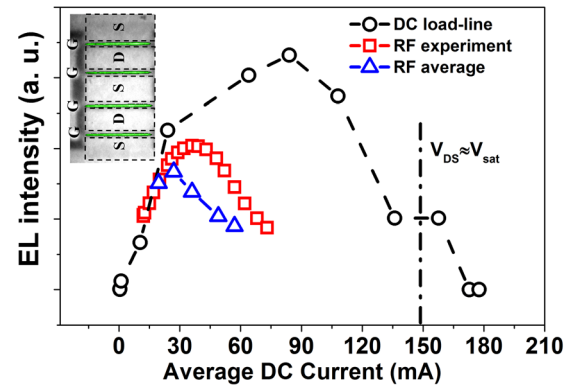 EL intensity (a. u.)
G G G G
S D S D S
DC load-line
RF experiment
RF average
V_DS≈V_sat
0 30 60 90 120 150 180 210
Average DC Current (mA)